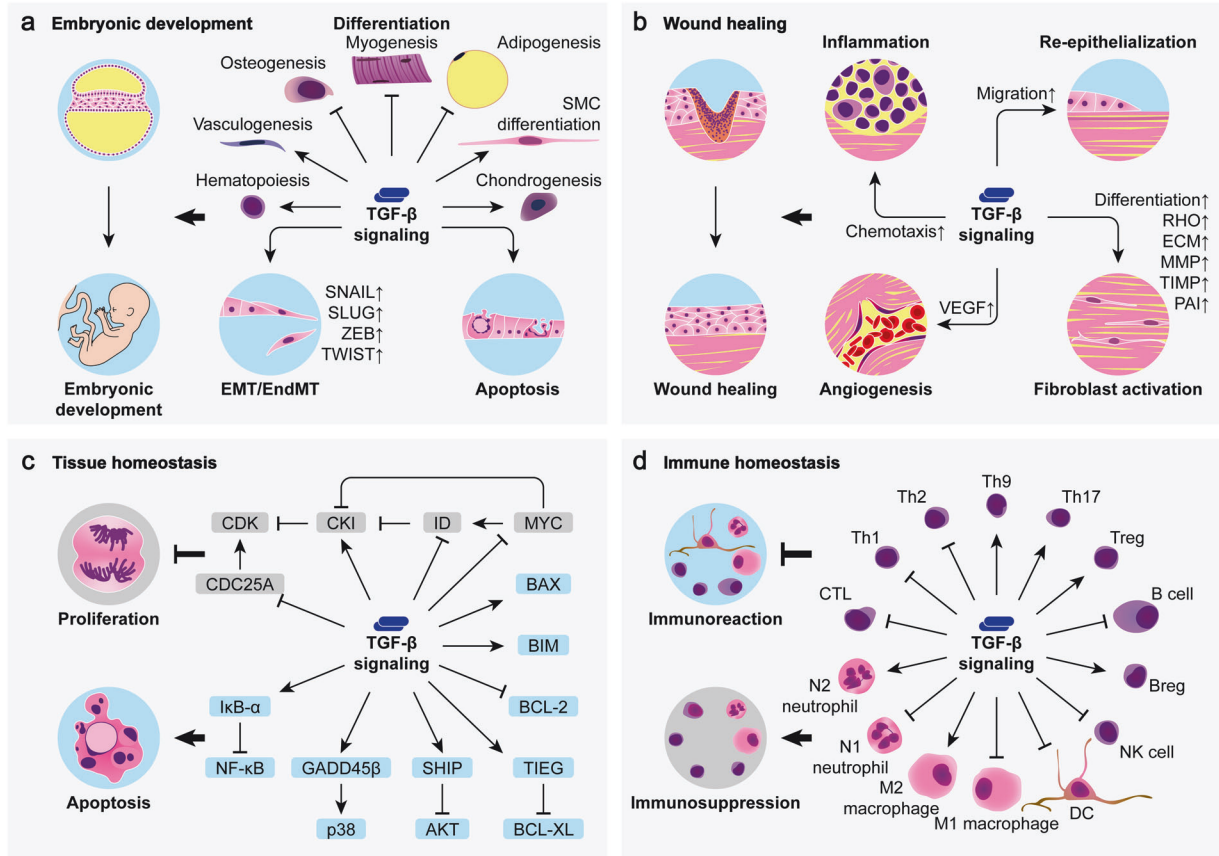 a Embryonic development
Differentiation
Myogenesis
Adipogenesis
Osteogenesis
SMC
differentiation
Vasculogenesis
Hematopoiesis
Chondrogenesis
TGF-β
signaling
SNAIL↑
SLUG↑
ZEB↑
TWIST↑
Embryonic
development
EMT/EndMT
Apoptosis
b Wound healing
Inflammation
Re-epithelialization
Migration↑
Chemotaxis↑
TGF-β
signaling
Differentiation↑
RHO↑
ECM↑
MMP↑
TIMP↑
PAI↑
VEGF↑
Wound healing
Angiogenesis
Fibroblast activation
c Tissue homeostasis
CDK
CKI
ID
MYC
CDC25A
Proliferation
BAX
TGF-β
signaling
BIM
IκB-α
BCL-2
NF-κB
GADD45β
SHIP
TIEG
Apoptosis
p38
AKT
BCL-XL
d Immune homeostasis
Th9
Th2
Th17
Th1
Treg
CTL
B cell
Immunoreaction
TGF-β
signaling
N2
neutrophil
Breg
N1
neutrophil
NK cell
M2
macrophage
M1 macrophage
DC
Immunosuppression